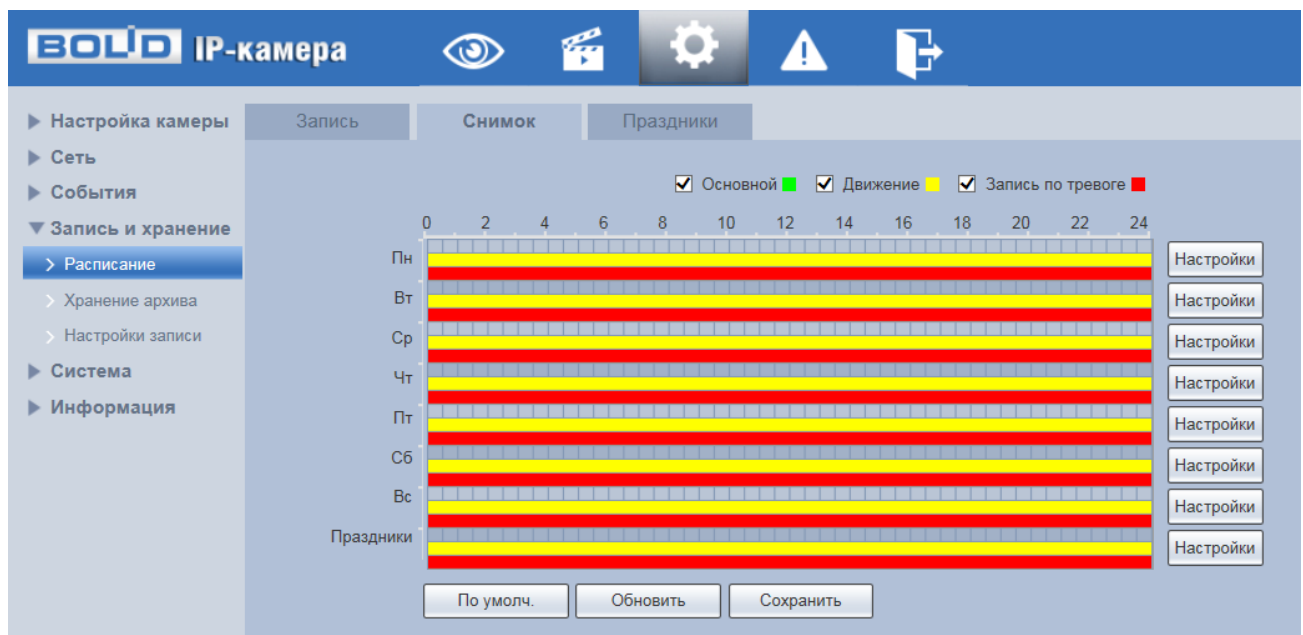 BOLID IP-камера
Настройка камеры
Сеть
События
Запись и хранение
Расписание
Хранение архива
Настройки записи
Система
Информация
Запись Снимок Праздники
Основной Движение Запись по тревоге
0 2 4 6 8 10 12 14 16 18 20 22 24
Пн Настройки
Вт Настройки
Ср Настройки
Чт Настройки
Пт Настройки
Сб Настройки
Вс Настройки
Праздники Настройки
По умолч. Обновить Сохранить